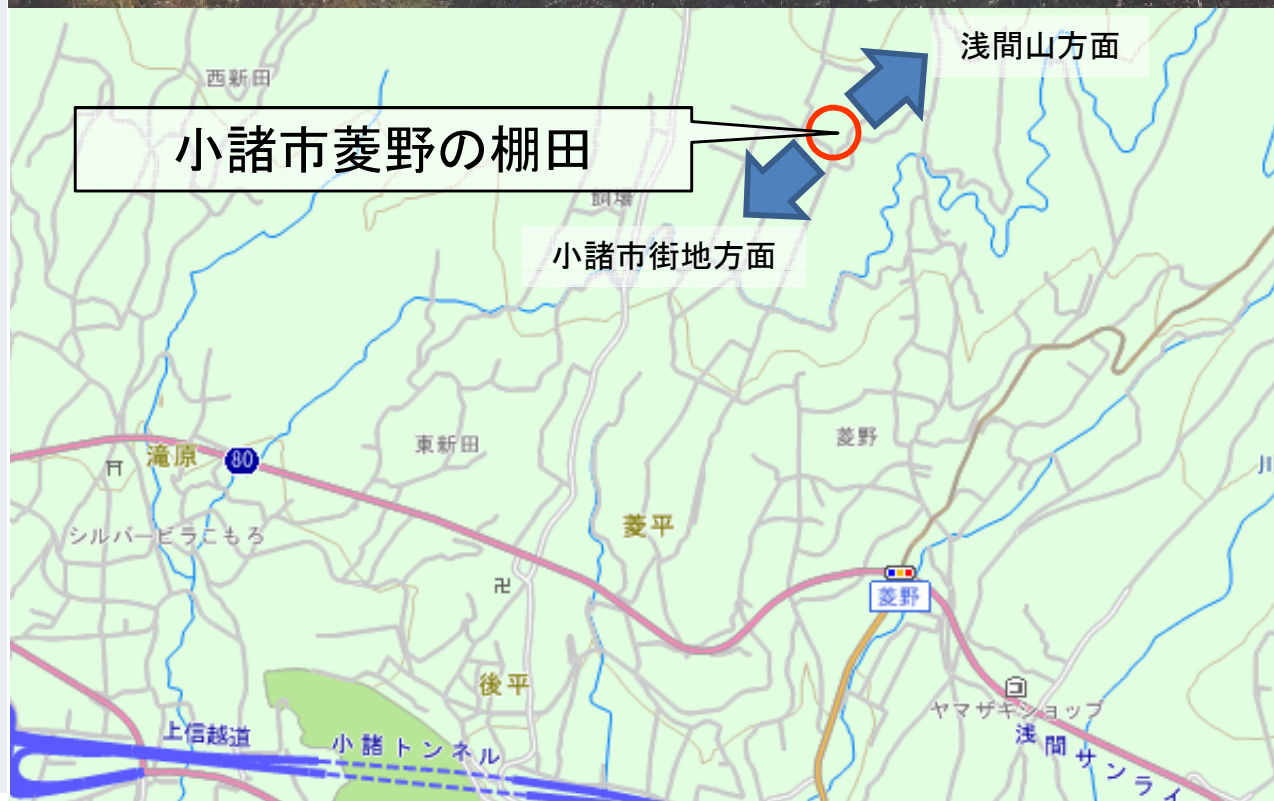 浅間山方面
西新田
小諸市菱野の棚田
小諸市街地方面
東新田
菱野
滝原
80
川
シルバービラこもろ
菱平
菱野
後平
ヤマザキショップ
上信越道
小諸トンネル
浅間サンライ